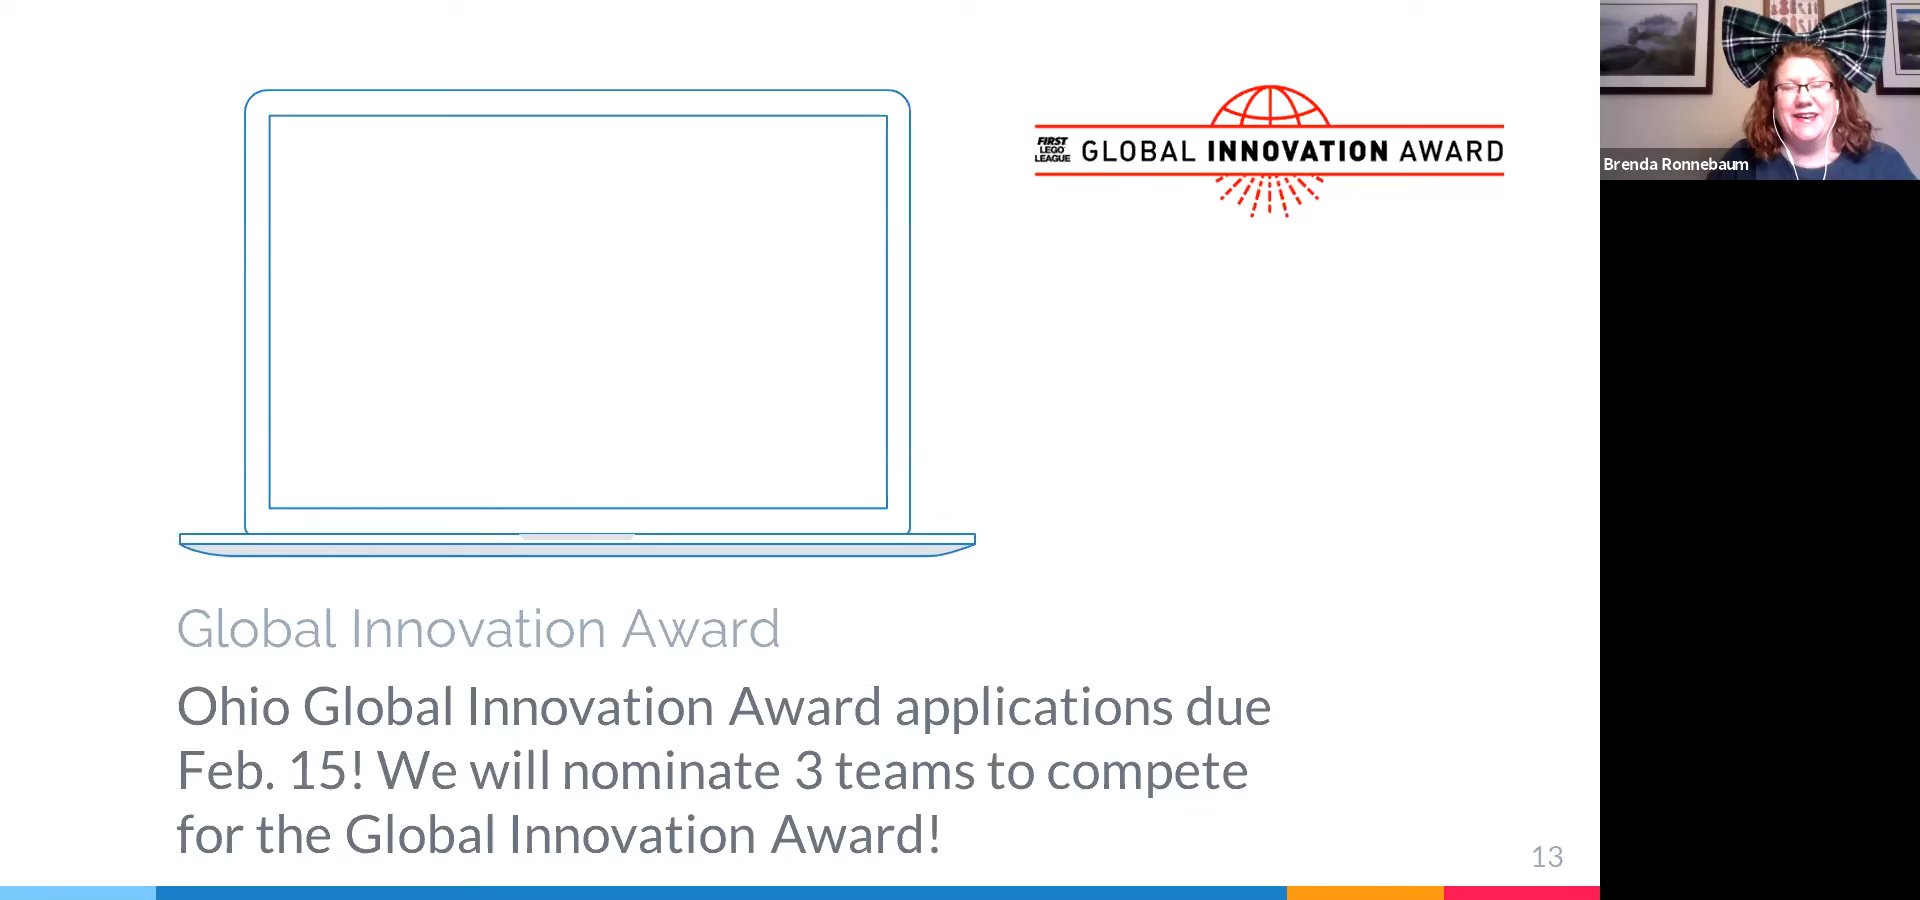 FIRST
LEGO
LEAGUE
GLOBAL INNOVATION AWARD
Brenda Ronnebaum
Global Innovation Award
Ohio Global Innovation Award applications due
Feb. 15! We will nominate 3 teams to compete
for the Global Innovation Award!
13